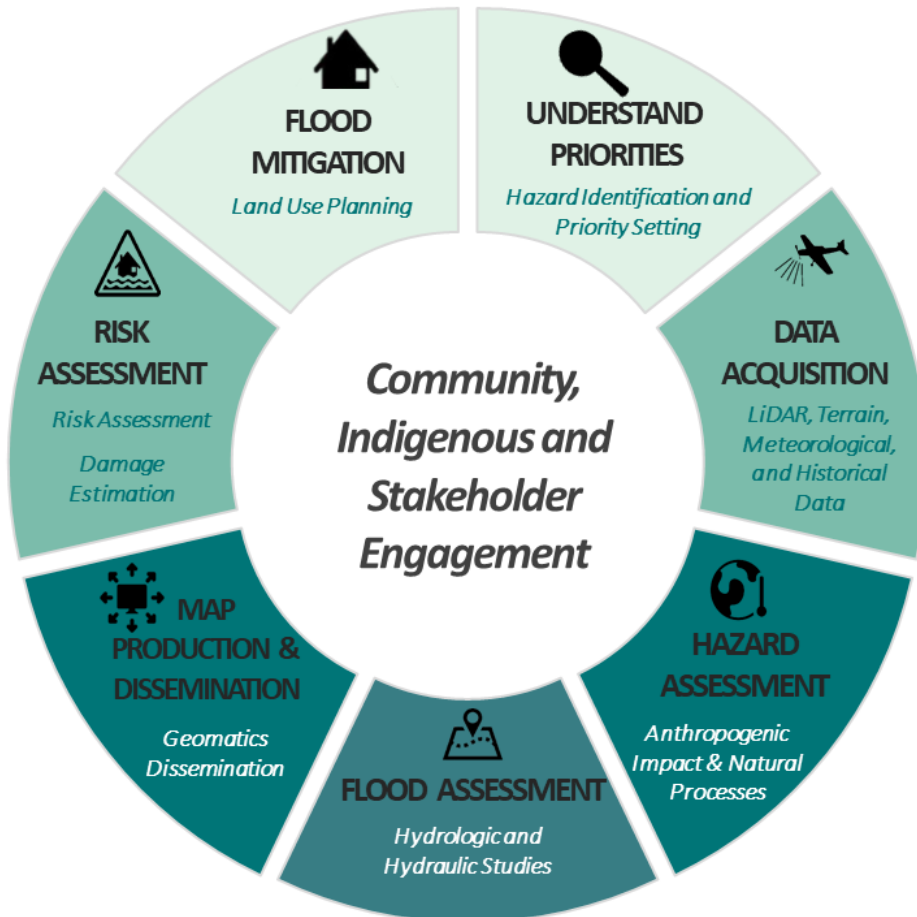 FLOOD
MITIGATION
Land Use Planning
UNDERSTAND
PRIORITIES
Hazard Identification and
Priority Setting
DATA
ACQUISITION
LiDAR, Terrain,
Meteorological,
and Historical
Data
HAZARD
ASSESSMENT
Anthropogenic
Impact & Natural
Processes
FLOOD ASSESSMENT
Hydrologic and
Hydraulic Studies
MAP
PRODUCTION &
DISSEMINATION
Geomatics
Dissemination
RISK
ASSESSMENT
Risk Assessment
Damage
Estimation
Community,
Indigenous and
Stakeholder
Engagement